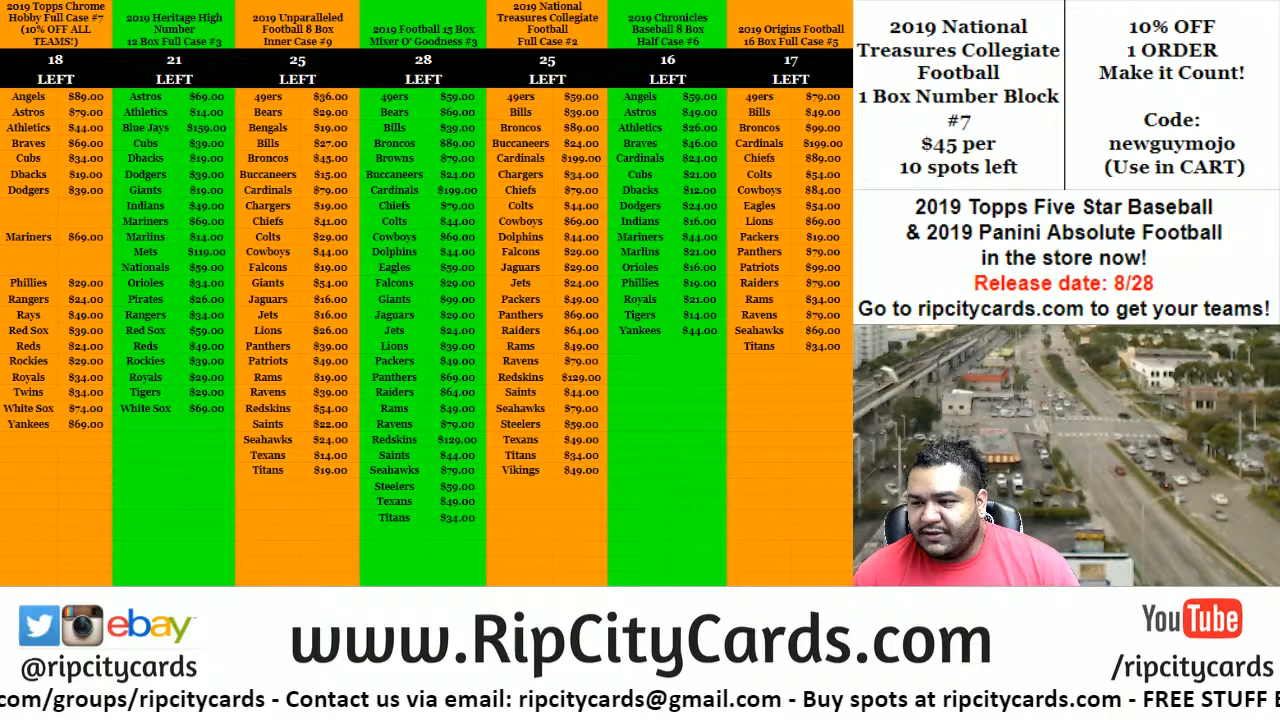 2019 Topps Chrome
Hobby Full Case #7
(10% OFF ALL
TEAMS!)
18
LEFT
Angels $89.00
Astros $79.00
Athletics $44.00
Braves $69.00
Cubs $34.00
Dbacks $19.00
Dodgers $39.00
Mariners $69.00
Phillies $29.00
Rangers $24.00
Rays $49.00
Red Sox $39.00
Reds $24.00
Rockies $29.00
Royals $34.00
Twins $34.00
White Sox $74.00
Yankees $69.00
2019 Heritage High
Number
12 Box Full Case #3
21
LEFT
Astros $69.00
Athletics $14.00
Blue Jays $159.00
Cubs $39.00
Dbacks $19.00
Dodgers $39.00
Giants $19.00
Indians $49.00
Mariners $69.00
Marlins $14.00
Mets $119.00
Nationals $59.00
Orioles $34.00
Pirates $26.00
Rangers $34.00
Red Sox $59.00
Reds $49.00
Rockies $39.00
Royals $29.00
Tigers $29.00
White Sox $69.00
2019 Unparalleled
Football 8 Box
Inner Case #9
25
LEFT
49ers $36.00
Bears $29.00
Bengals $19.00
Bills $27.00
Broncos $45.00
Buccaneers $15.00
Cardinals $79.00
Chargers $19.00
Chiefs $41.00
Colts $29.00
Cowboys $44.00
Falcons $19.00
Giants $54.00
Jaguars $16.00
Jets $16.00
Lions $26.00
Panthers $39.00
Patriots $49.00
Rams $19.00
Ravens $39.00
Redskins $54.00
Saints $22.00
Seahawks $24.00
Texans $14.00
Titans $19.00
2019 Football 15 Box
Mixer O' Goodness #3
28
LEFT
49ers $59.00
Bears $69.00
Bills $39.00
Broncos $89.00
Browns $79.00
Buccaneers $24.00
Cardinals $199.00
Chiefs $79.00
Colts $44.00
Cowboys $69.00
Dolphins $44.00
Eagles $59.00
Falcons $29.00
Giants $99.00
Jaguars $29.00
Jets $24.00
Lions $39.00
Packers $49.00
Panthers $69.00
Raiders $64.00
Rams $49.00
Ravens $79.00
Redskins $129.00
Saints $44.00
Seahawks $79.00
Steelers $59.00
Texans $49.00
Titans $34.00
2019 National
Treasures Collegiate
Football
Full Case #2
25
LEFT
49ers $59.00
Bills $39.00
Broncos $89.00
Buccaneers $24.00
Cardinals $199.00
Chargers $34.00
Chiefs $79.00
Colts $44.00
Cowboys $69.00
Dolphins $44.00
Falcons $29.00
Jaguars $29.00
Jets $24.00
Packers $49.00
Panthers $69.00
Raiders $64.00
Rams $49.00
Ravens $79.00
Redskins $129.00
Saints $44.00
Seahawks $79.00
Steelers $59.00
Texans $49.00
Titans $34.00
Vikings $49.00
2019 Chronicles
Baseball 8 Box
Half Case #6
16
LEFT
Angels $59.00
Astros $49.00
Athletics $26.00
Braves $46.00
Cardinals $24.00
Cubs $21.00
Dbacks $12.00
Dodgers $24.00
Indians $16.00
Mariners $44.00
Marlins $21.00
Orioles $16.00
Phillies $19.00
Royals $21.00
Tigers $14.00
Yankees $44.00
2019 Origins Football
16 Box Full Case #5
17
LEFT
49ers $79.00
Bills $49.00
Broncos $99.00
Cardinals $199.00
Chiefs $89.00
Colts $54.00
Cowboys $84.00
Eagles $54.00
Lions $69.00
Packers $19.00
Panthers $79.00
Patriots $99.00
Raiders $79.00
Rams $34.00
Ravens $79.00
Seahawks $69.00
Titans $34.00
2019 National
Treasures Collegiate
Football
1 Box Number Block
#7
$45 per
10 spots left
10% OFF
1 ORDER
Make it Count!
Code:
newguymojo
(Use in CART)
2019 Topps Five Star Baseball
& 2019 Panini Absolute Football
in the store now!
Release date: 8/28
Go to ripcitycards.com to get your teams!
ebay
@ripcitycards
www.RipCityCards.com
YouTube
/ripcitycards
com/groups/ripcitycards - Contact us via email: ripcitycards@gmail.com - Buy spots at ripcitycards.com - FREE STUFF